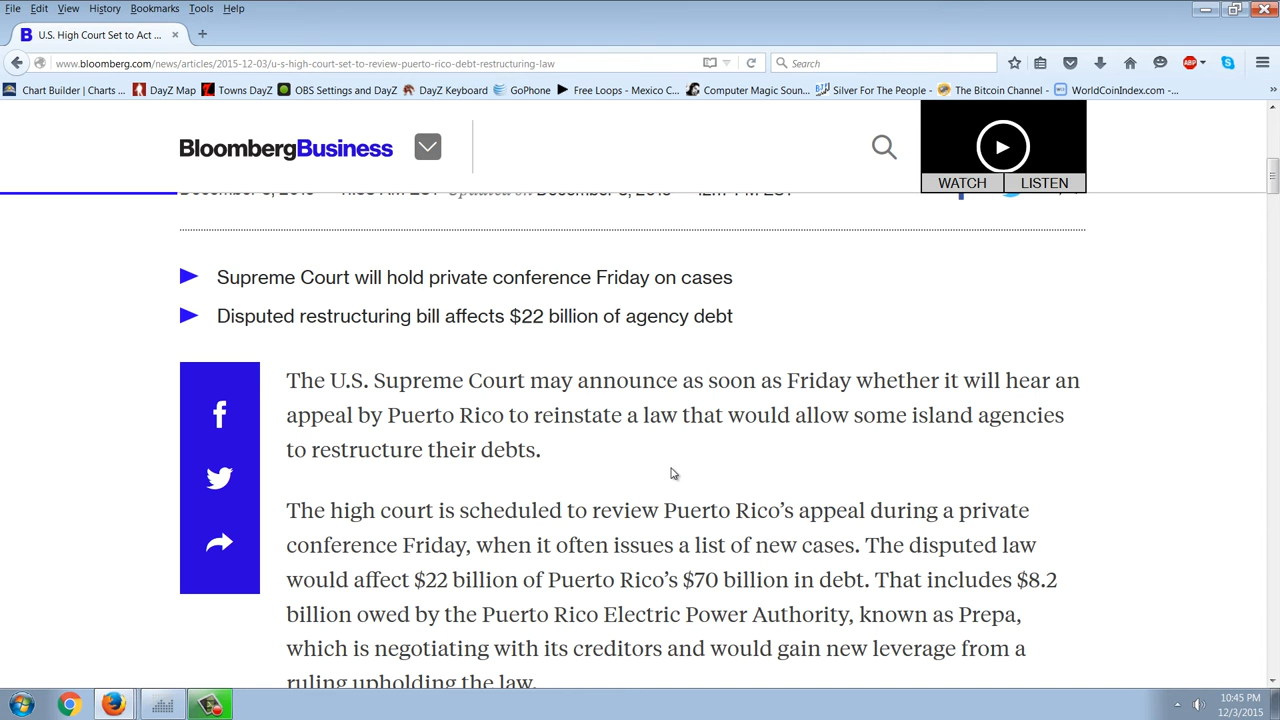 File Edit View History Bookmarks Tools Help
U.S. High Court Set to Act ...
www.bloomberg.com/news/articles/2015-12-03/u-s-high-court-set-to-review-puerto-rico-debt-restructuring-law
Search
ABP
Chart Builder | Charts ... DayZ Map Towns DayZ OBS Settings and DayZ DayZ Keyboard GoPhone Free Loops - Mexico C... Computer Magic Soun... Silver For The People - The Bitcoin Channel - WorldCoinIndex.com -...
BloombergBusiness
WATCH LISTEN
Updated on
Supreme Court will hold private conference Friday on cases
Disputed restructuring bill affects $22 billion of agency debt
The U.S. Supreme Court may announce as soon as Friday whether it will hear an
appeal by Puerto Rico to reinstate a law that would allow some island agencies
to restructure their debts.
The high court is scheduled to review Puerto Rico’s appeal during a private
conference Friday, when it often issues a list of new cases. The disputed law
would affect $22 billion of Puerto Rico’s $70 billion in debt. That includes $8.2
billion owed by the Puerto Rico Electric Power Authority, known as Prepa,
which is negotiating with its creditors and would gain new leverage from a
ruling upholding the law.
10:45 PM
12/3/2015